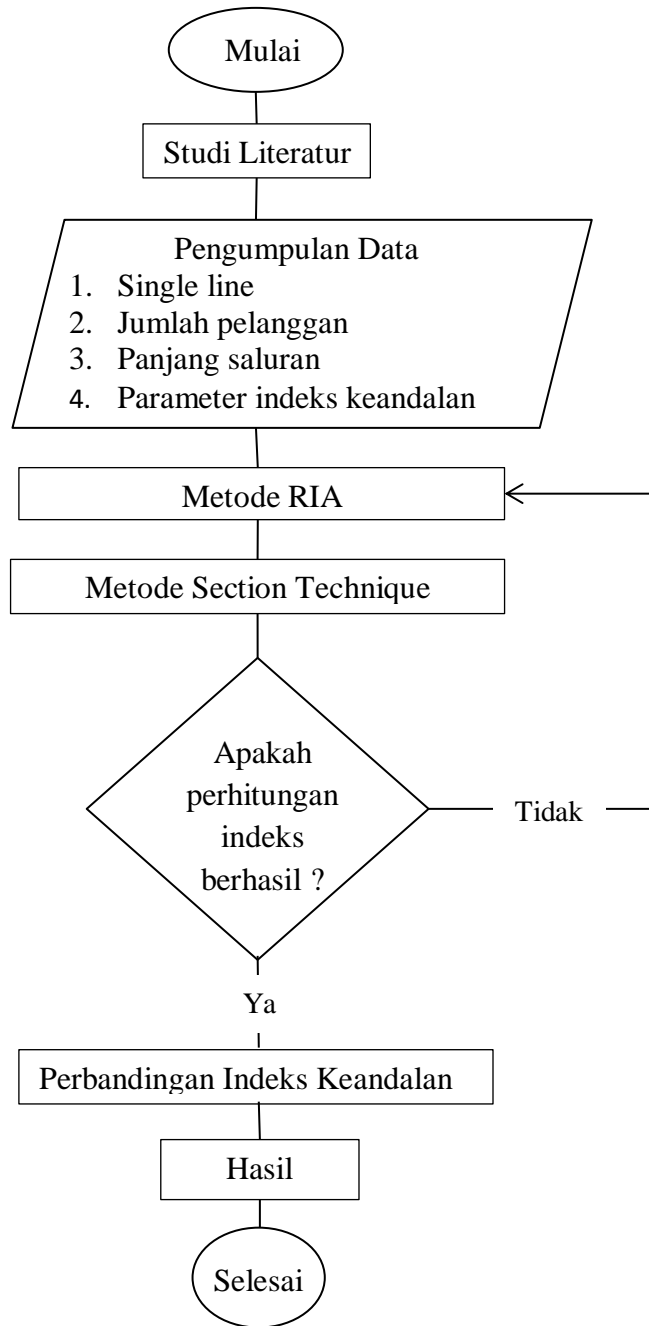 Mulai
Studi Literatur
Pengumpulan Data
1. Single line
2. Jumlah pelanggan
3. Panjang saluran
4. Parameter indeks keandalan
Metode RIA
Metode Section Technique
Apakah
perhitungan
indeks
berhasil ?
Tidak
Ya
Perbandingan Indeks Keandalan
Hasil
Selesai